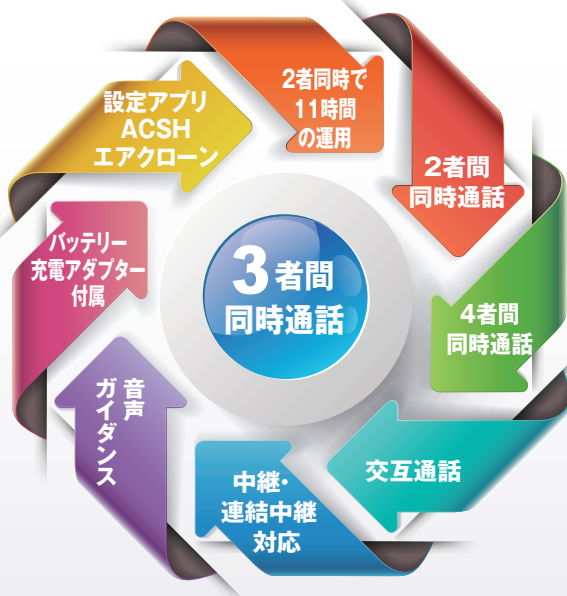 3者間
同時通話
2者同時で
11時間
の運用
2者間
同時通話
4者間
同時通話
交互通話
中継・
連結中継
対応
音声
ガイダンス
バッテリー
充電アダプター
付属
設定アプリ
ACSH
エアクローン